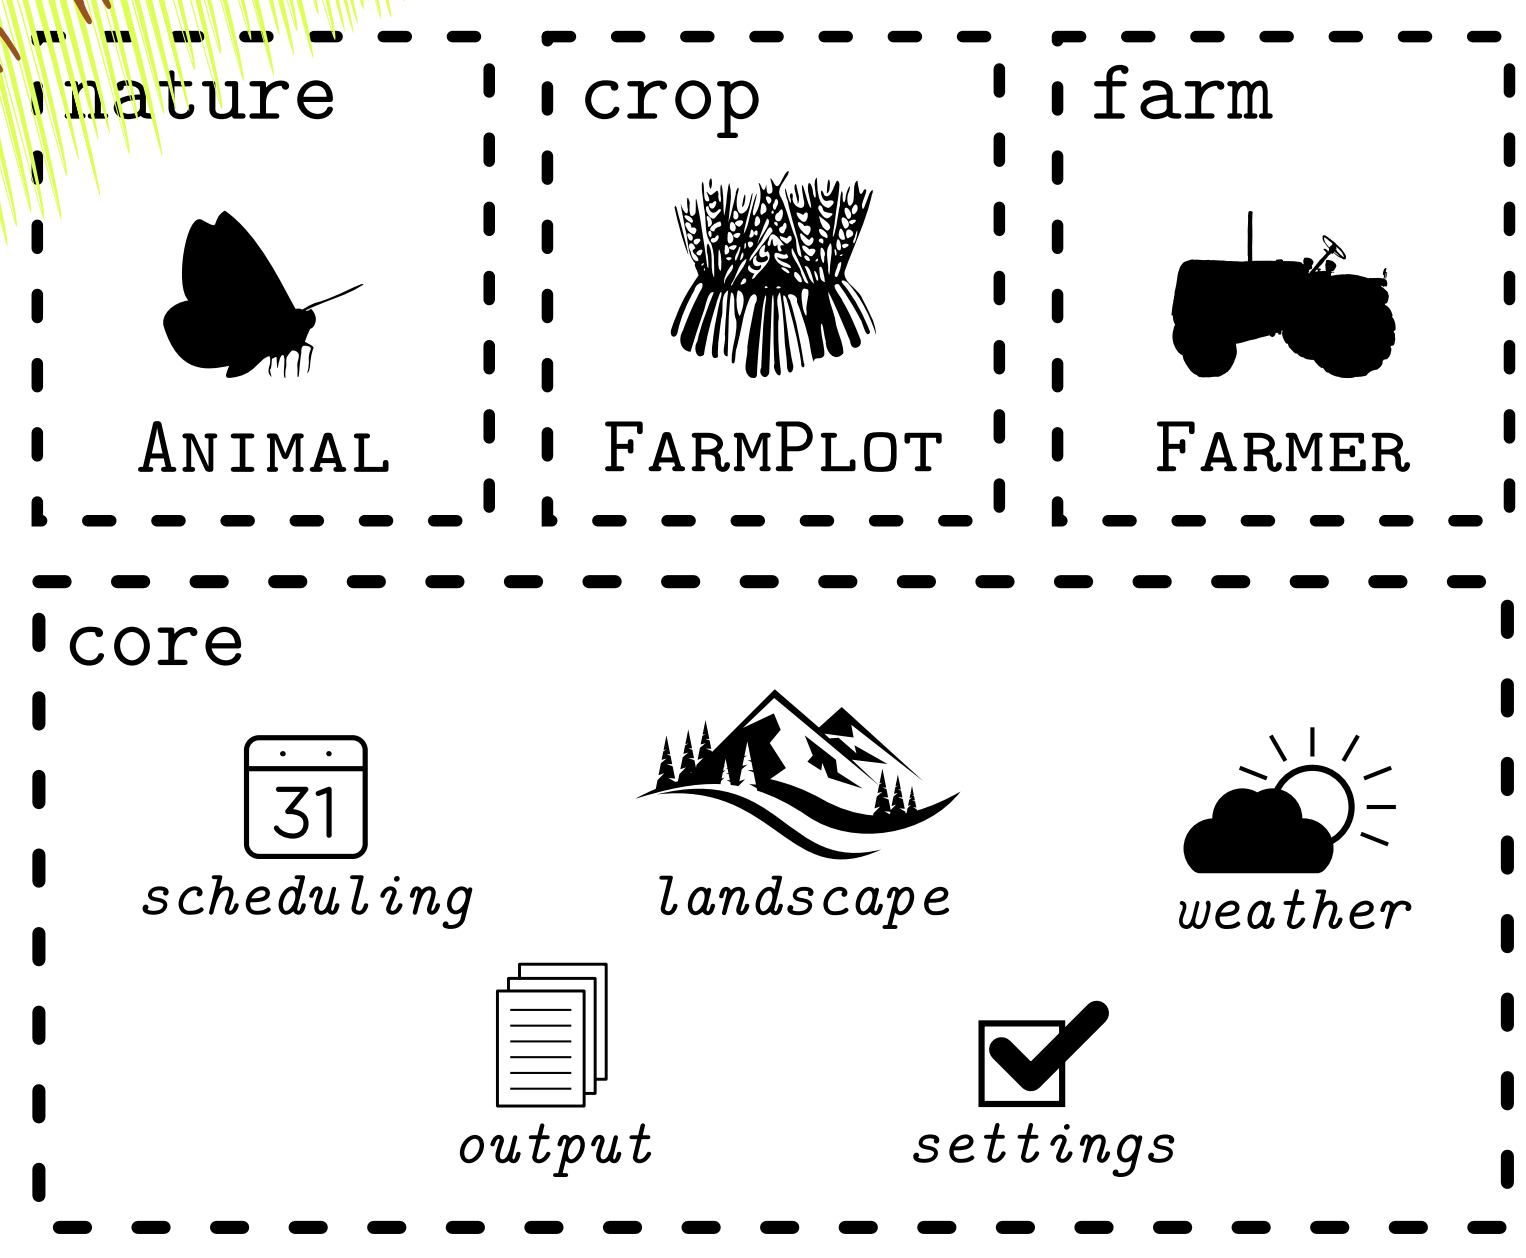 nature
crop
farm
ANIMAL
FARMPLOT
FARMER
core
31
scheduling
landscape
weather
output
settings